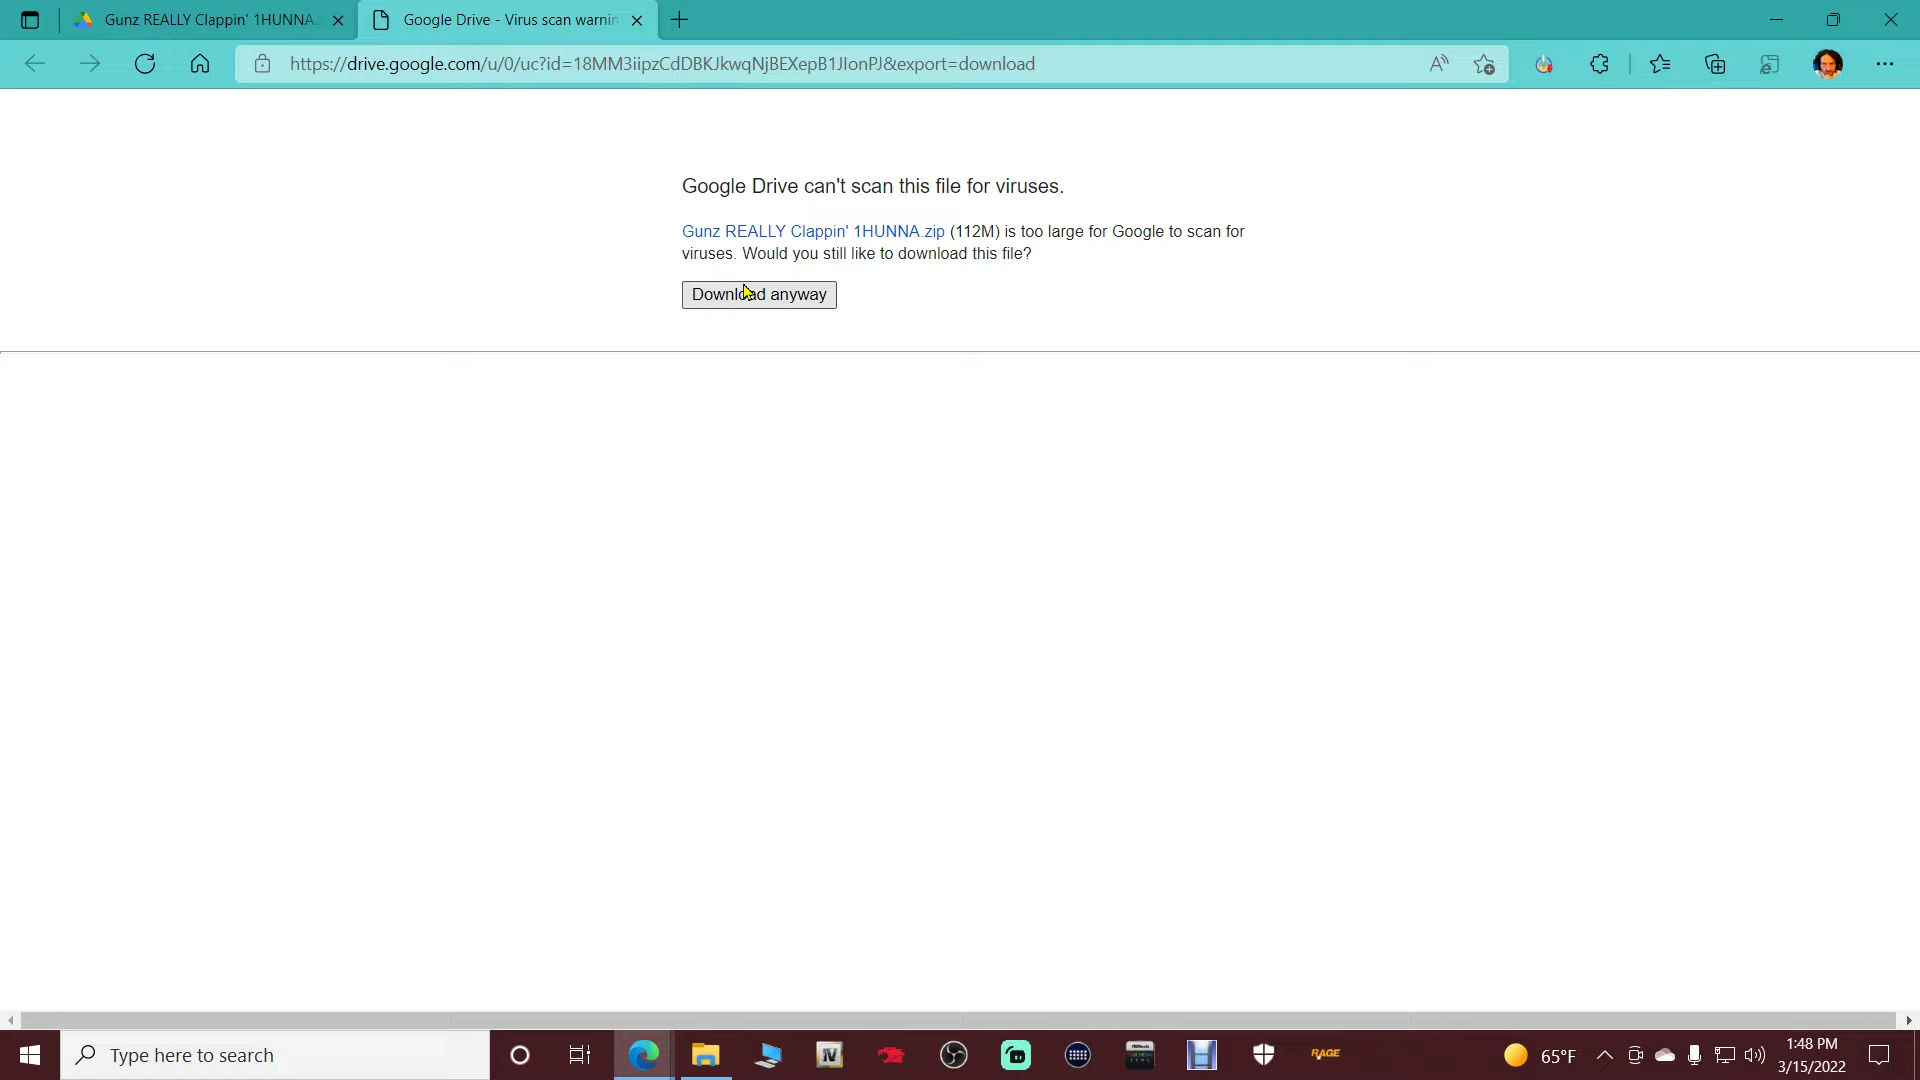 Gunz REALLY Clappin' 1HUNNA.
Google Drive - Virus scan warnin
https://drive.google.com/u/0/uc?id=18MM3iipzCdDBKJkwqNjBEXepB1JIonPJ&export=download
Google Drive can't scan this file for viruses.
Gunz REALLY Clappin' 1HUNNA.zip (112M) is too large for Google to scan for
viruses. Would you still like to download this file?
Download anyway
Type here to search
RAGE
65°F
1:48 PM
3/15/2022